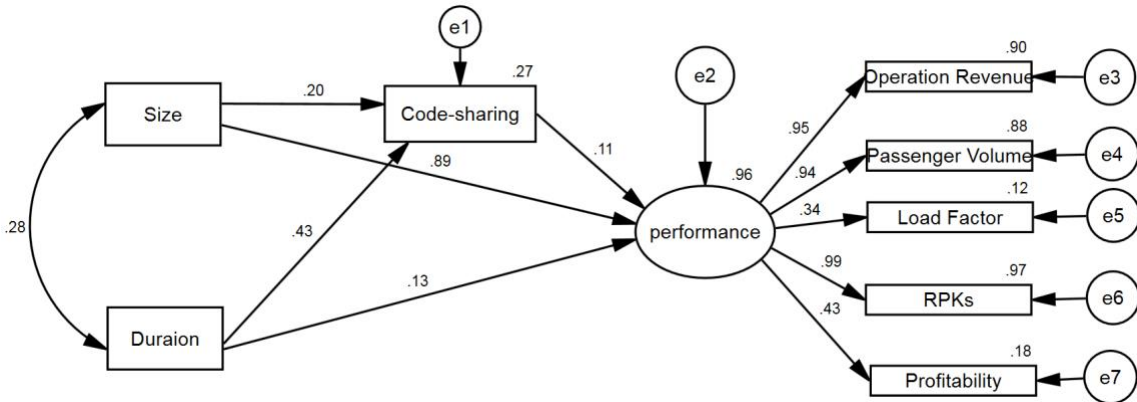 e1
.27
Code-sharing
.20
Size
.89
.28
.43
Duraion
.13
.11
e2
.96
performance
.95
.94
.34
.99
.43
.90
Operation Revenue
e3
.88
Passenger Volume
e4
.12
Load Factor
e5
.97
RPKs
e6
.18
Profitability
e7